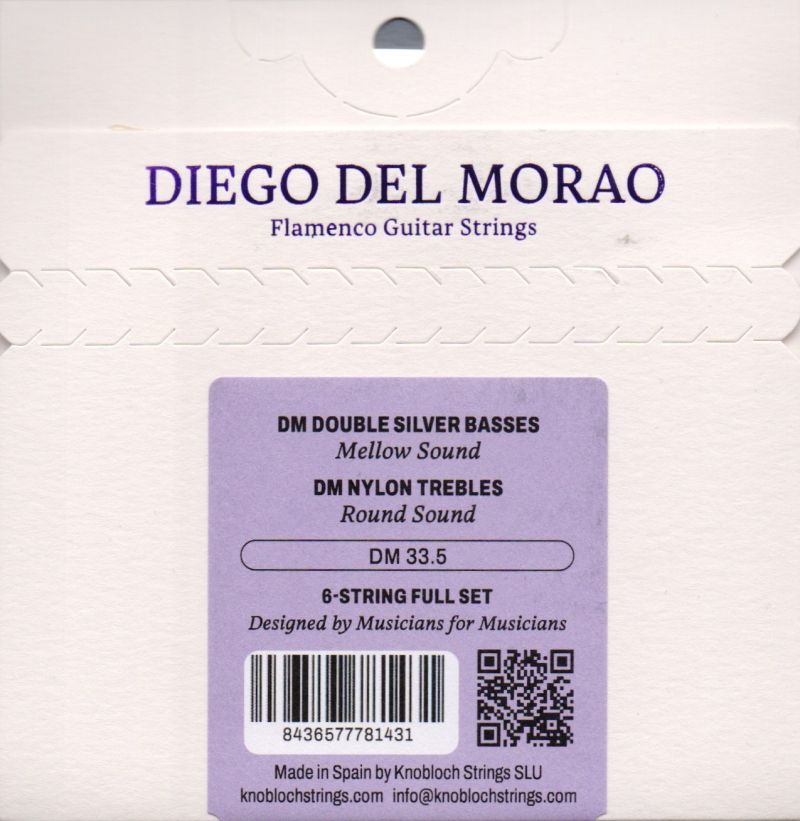 DIEGO DEL MORAO
Flamenco Guitar Strings
DM DOUBLE SILVER BASSES
Mellow Sound
DM NYLON TREBLES
Round Sound
DM 33.5
6-STRING FULL SET
Designed by Musicians for Musicians
8436577781431
Made in Spain by Knobloch Strings SLU
knoblochstrings.com info@knoblochstrings.com